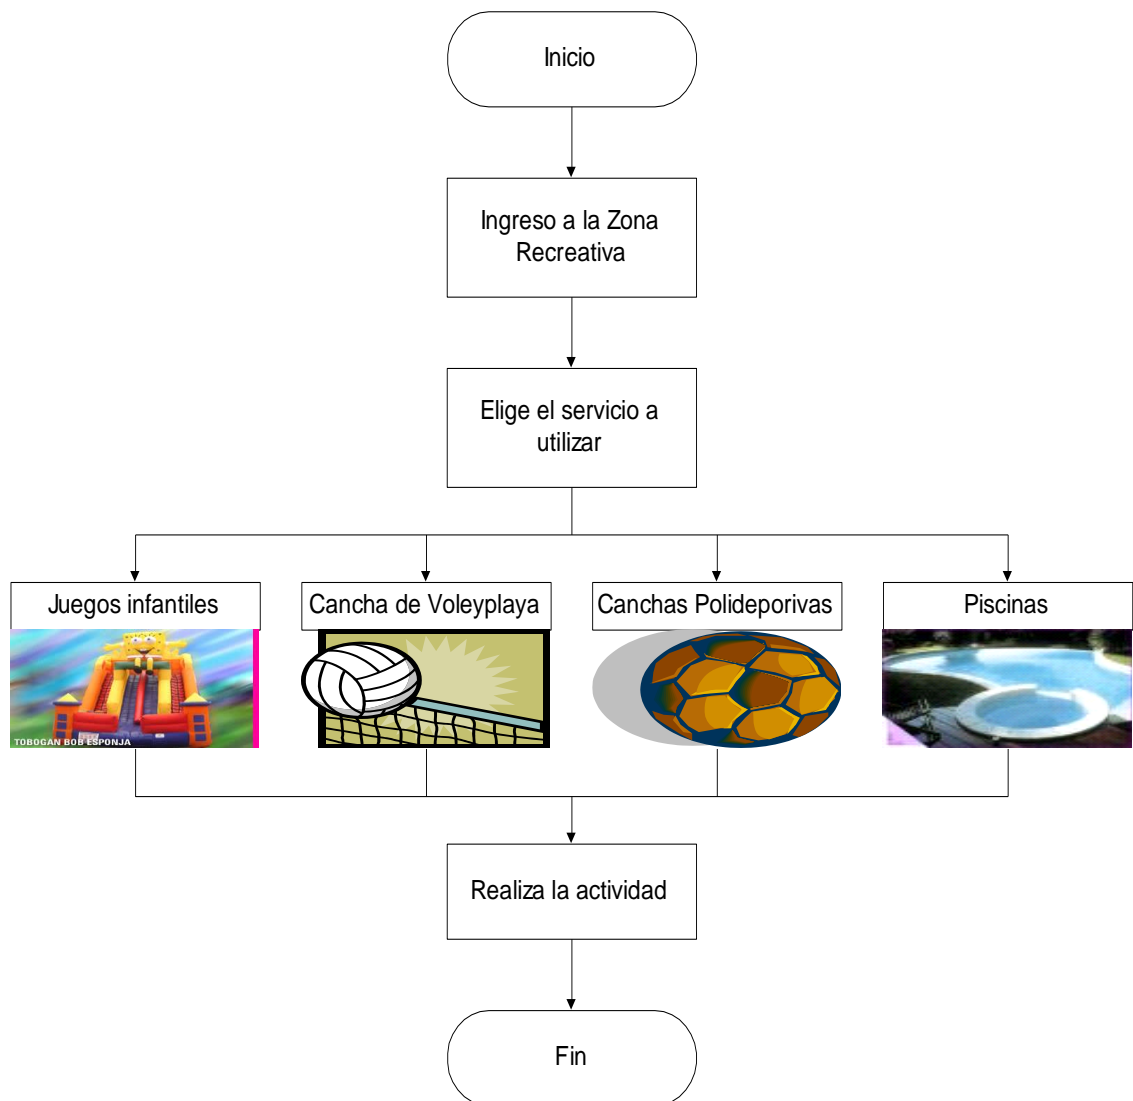 Inicio
Ingreso a la Zona
Recreativa
Elige el servicio a
utilizar
Juegos infantiles
Cancha de Voleyplaya
Canchas Polideporivas
Piscinas
TOBOGAN BOB ESPONJA
Realiza la actividad
Fin